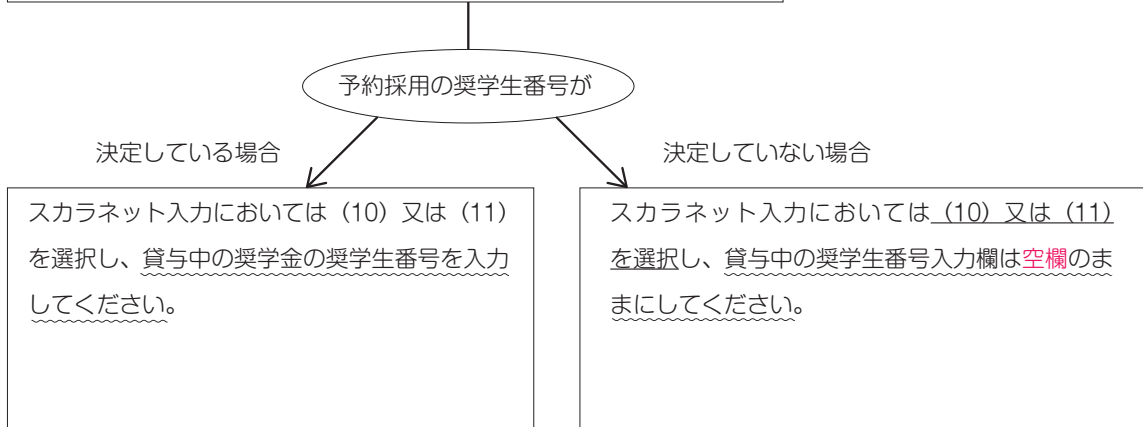 予約採用の奨学生番号が
決定している場合
決定していない場合
スカラネット入力においては（10）又は（11）
を選択し、貸与中の奨学金の奨学生番号を入力
してください。
スカラネット入力においては（10）又は（11）
を選択し、貸与中の奨学生番号入力欄は空欄のま
まにしてください。